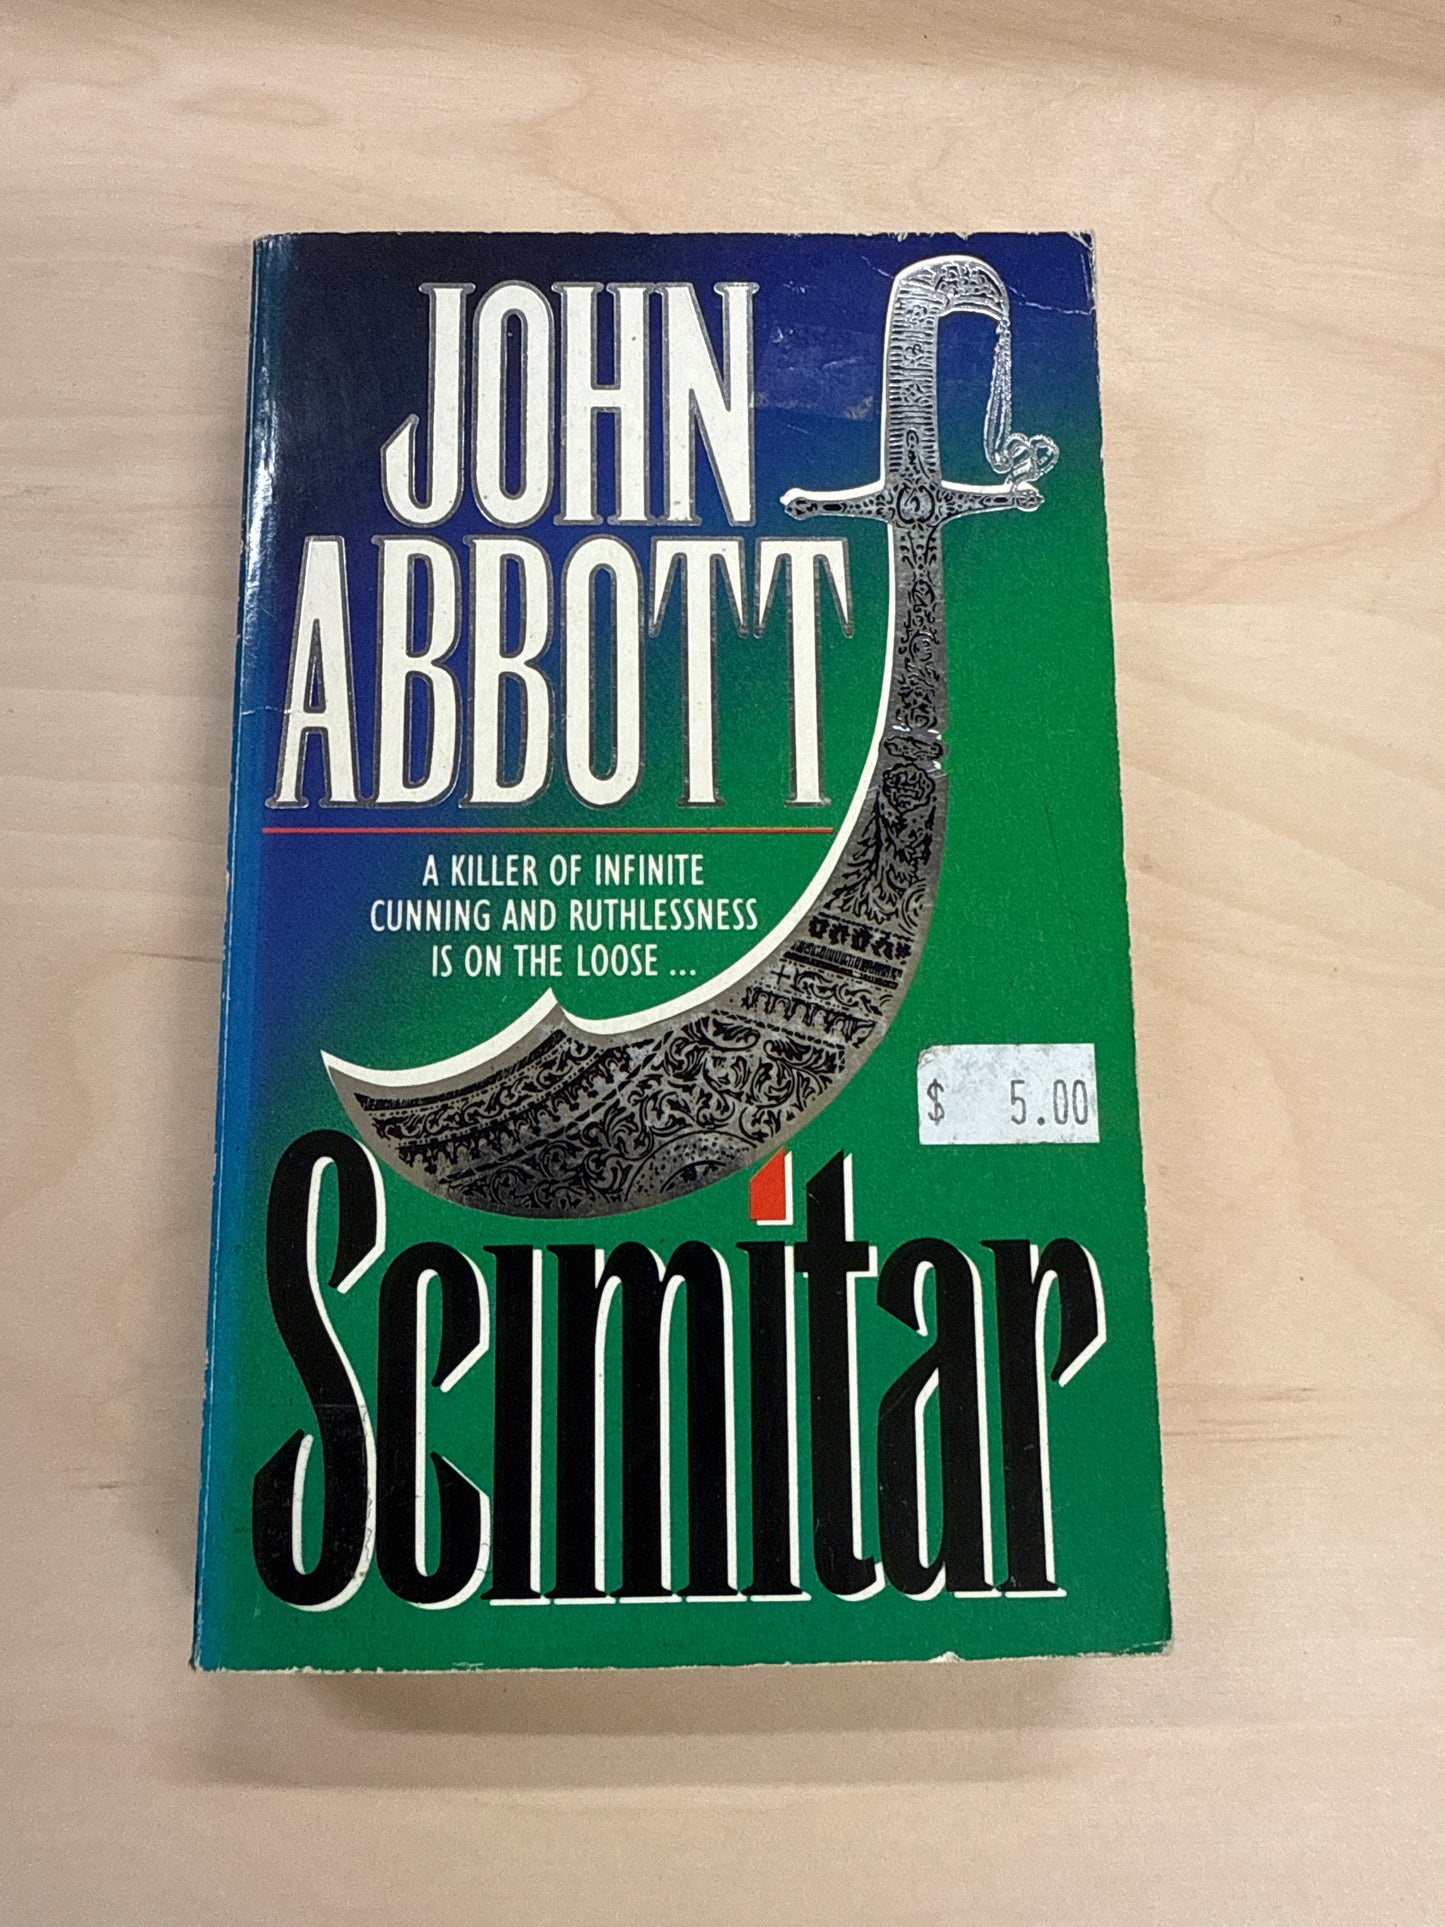 JOHN
ABBOTT
A KILLER OF INFINITE
CUNNING AND RUTHLESSNESS
IS ON THE LOOSE ...
$ 5.00
Scimitar